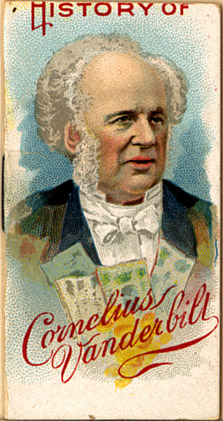 HISTORY OF
Cornelius
Vanderbilt